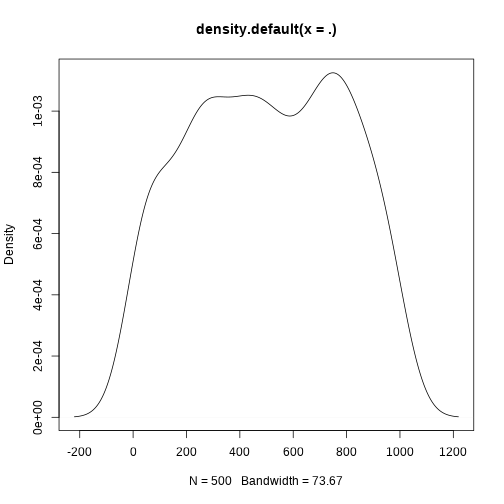 density.default(x = .)
Density
1e-03
8e-04
6e-04
4e-04
2e-04
0e+00
-200 0 200 400 600 800 1000 1200
N = 500 Bandwidth = 73.67